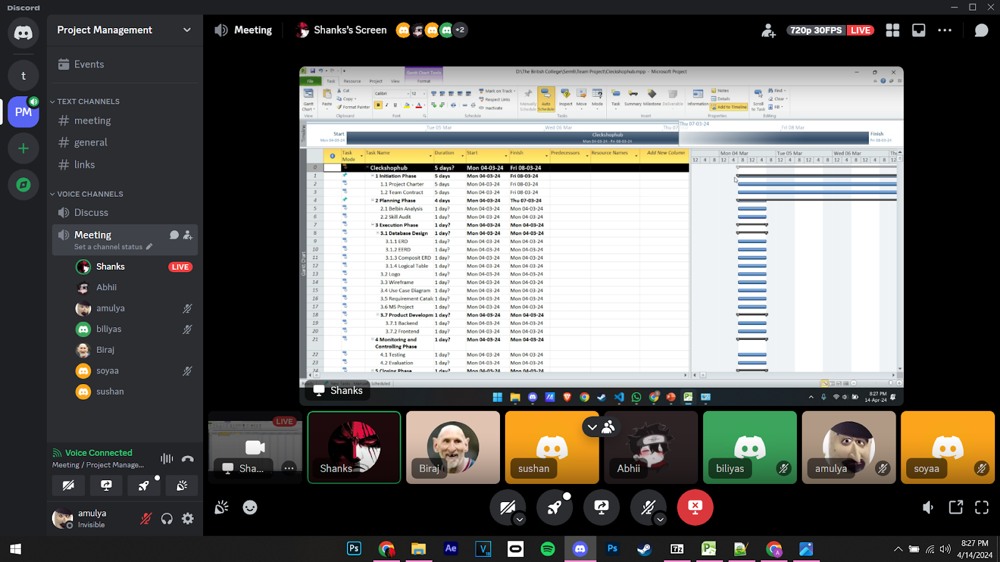 Discord
Project Management
Events
TEXT CHANNELS
meeting
general
links
VOICE CHANNELS
Discuss
Meeting
Set a channel status
Shanks LIVE
Abhii
amulya
biliyas
Biraj
soyaa
sushan
Voice Connected
Meeting / Project Manage...
amulya
Invisible
t
PM
Meeting Shanks's Screen +2 720p 30FPS LIVE
Gantt Chart Tools D:\The British College\Sem6\Team Project\Cleckshophub.mpp - Microsoft Project
File Task Resource Project View Format
Gantt Chart
Paste
Cut
Copy
Format Painter
Calibri 12
Mark on Track
Respect Links
Inactivate
Manually Schedule
Auto Schedule
Inspect Move Mode
Task Summary Milestone Deliverable
Information
Notes
Details
Add to Timeline
Scroll to Task
Find
Clear
Fill
View Clipboard Font Schedule Tasks Insert Properties Editing
Timeline
Tue 05 Mar Wed 06 Mar Thu 07 Thu 07-03-24 Fri 08 Mar
Start Cleckshophub Finish
Mon 04-03-24 Mon 04-03-24 - Fri 08-03-24 Fri 08-03-24
Task Mode Task Name Duration Start Finish Predecessors Resource Names Add New Column
Mon 04 Mar Tue 05 Mar Wed 06 Mar
12 4 8 12 4 8 12 4 8 12 4 8 12 4 8 12 4 8 12 4 8 12
0 Cleckshophub 5 days? Mon 04-03-24 Fri 08-03-24
1 1 Initiation Phase 5 days Mon 04-03-24 Fri 08-03-24
2 1.1 Project Charter 5 days Mon 04-03-24 Fri 08-03-24
3 1.2 Team Contract 5 days Mon 04-03-24 Fri 08-03-24
4 2 Planning Phase 4 days Mon 04-03-24 Thu 07-03-24
5 2.1 Belbin Analysis 1 day? Mon 04-03-24 Mon 04-03-24
6 2.2 Skill Audit 1 day? Mon 04-03-24 Mon 04-03-24
7 3 Execution Phase 1 day? Mon 04-03-24 Mon 04-03-24
8 3.1 Database Design 1 day? Mon 04-03-24 Mon 04-03-24
9 3.1.1 ERD 1 day? Mon 04-03-24 Mon 04-03-24
10 3.1.2 EERD 1 day? Mon 04-03-24 Mon 04-03-24
11 3.1.3 Composit ERD 1 day? Mon 04-03-24 Mon 04-03-24
12 3.1.4 Logical Table 1 day? Mon 04-03-24 Mon 04-03-24
13 3.2 Logo 1 day? Mon 04-03-24 Mon 04-03-24
14 3.3 Wireframe 1 day? Mon 04-03-24 Mon 04-03-24
15 3.4 Use Case Diagram 1 day? Mon 04-03-24 Mon 04-03-24
16 3.5 Requirement Catal 1 day? Mon 04-03-24 Mon 04-03-24
17 3.6 MS Project 1 day? Mon 04-03-24 Mon 04-03-24
18 3.7 Product Developm 1 day? Mon 04-03-24 Mon 04-03-24
19 3.7.1 Backend 1 day? Mon 04-03-24 Mon 04-03-24
20 3.7.2 Frontend 1 day? Mon 04-03-24 Mon 04-03-24
21 4 Monitoring and Controlling Phase 1 day? Mon 04-03-24 Mon 04-03-24
22 4.1 Testing 1 day? Mon 04-03-24 Mon 04-03-24
23 4.2 Evaluation 1 day? Mon 04-03-24 Mon 04-03-24
24 5 Closing Phase 1 day? Mon 04-03-24 Mon 04-03-24
Gantt Chart
Shanks
8:27 PM
14-Apr-24
LIVE
Sha... Shanks Biraj sushan Abhii biliyas amulya soyaa
Ps Ae V Ps 7z A
8:27 PM
4/14/2024